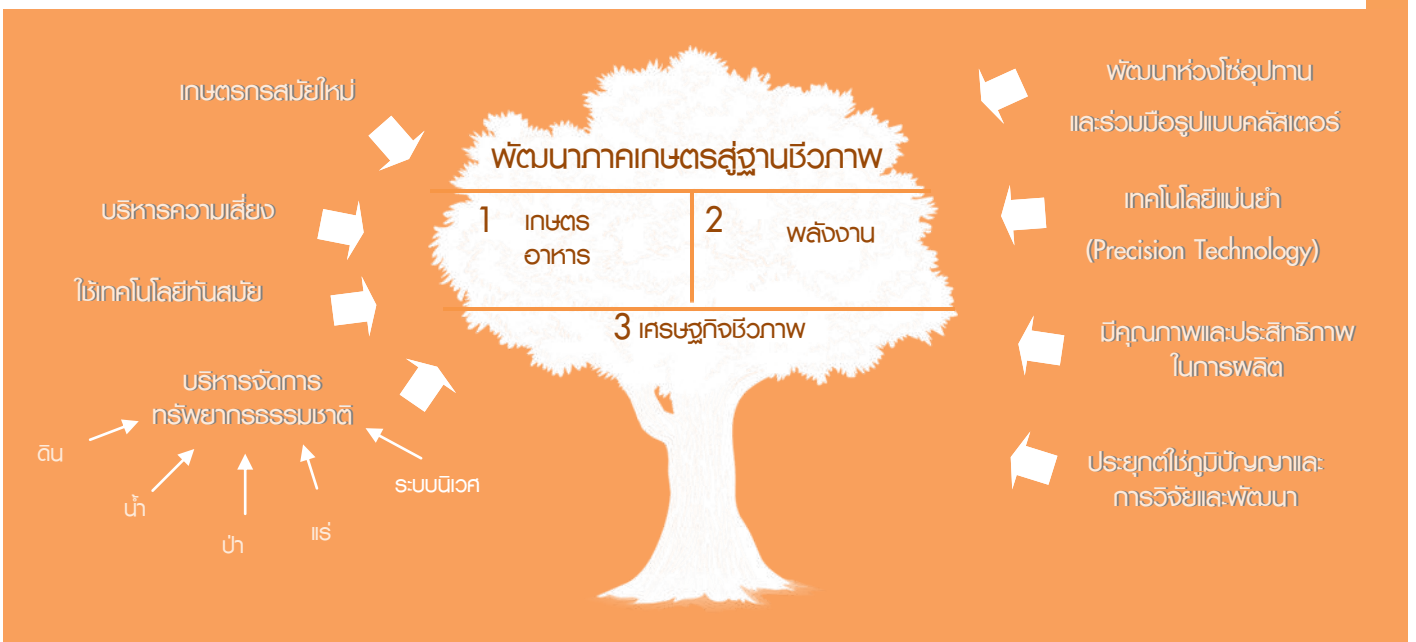 พัฒนาภาคเกษตรสู่ฐานชีวภาพ
1 เกษตร
อาหาร
2 พลังงาน
3 เศรษฐกิจชีวภาพ
เกษตรกรสมัยใหม่
บริหารความเสี่ยง
ใช้เทคโนโลยีทันสมัย
บริหารจัดการ
ทรัพยากรธรรมชาติ
ดิน
น้ำ
ป่า
แร่
ระบบนิเวศ
พัฒนาห่วงโซ่อุปทาน
และร่วมมือรูปแบบคลัสเตอร์
เทคโนโลยีแม่นยำ
(Precision Technology)
มีคุณภาพและประสิทธิภาพ
ในการผลิต
ประยุกต์ใช่ภูมิปัญญาและ
การวิจัยและพัฒนา